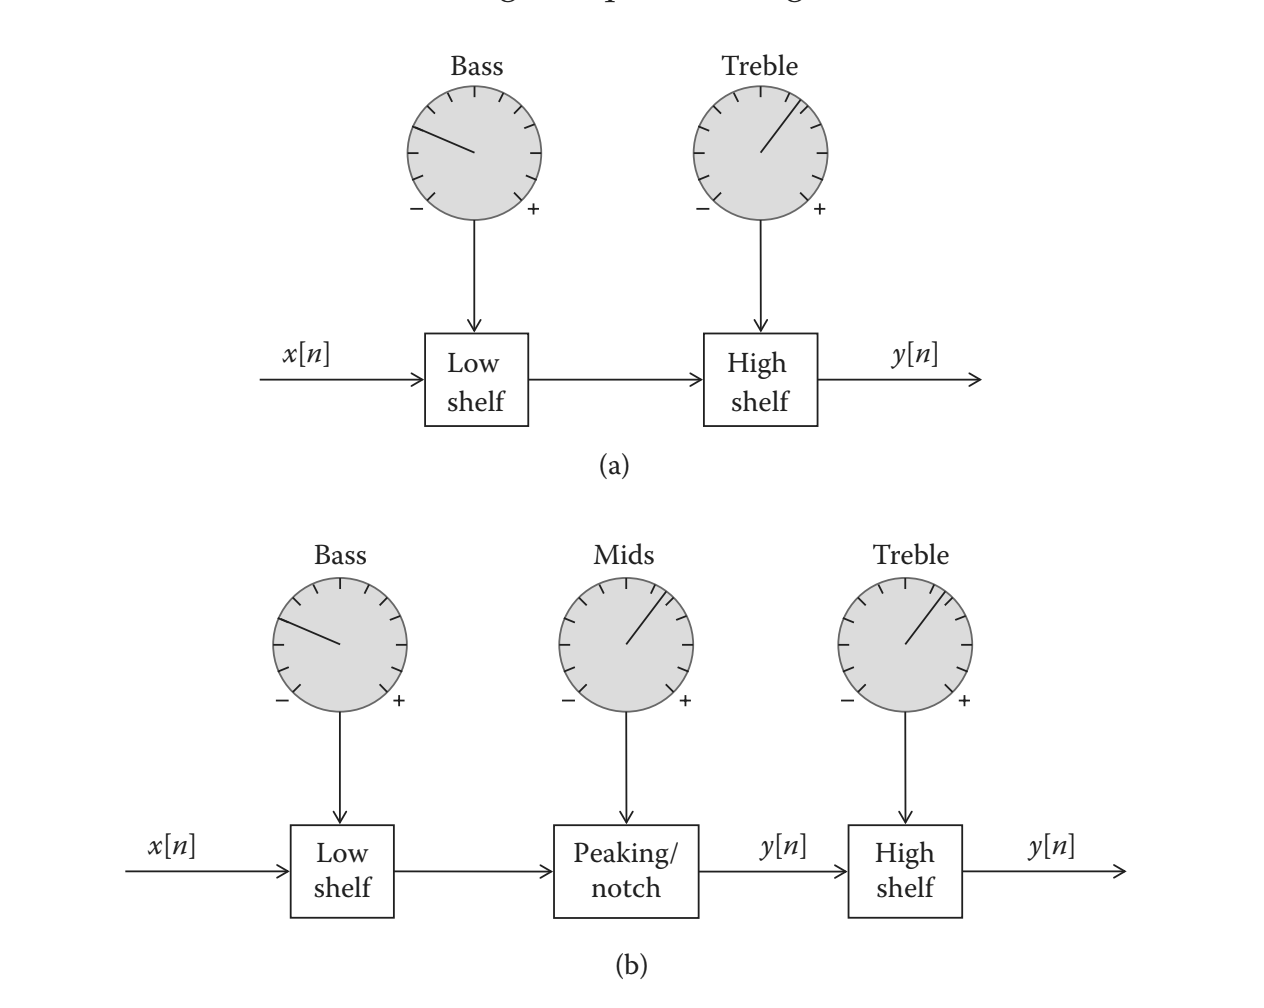 Bass Treble
− + − +
x[n] Low shelf High shelf y[n]
(a)
Bass Mids Treble
− + − + − +
x[n] Low shelf Peaking/ notch y[n] High shelf y[n]
(b)